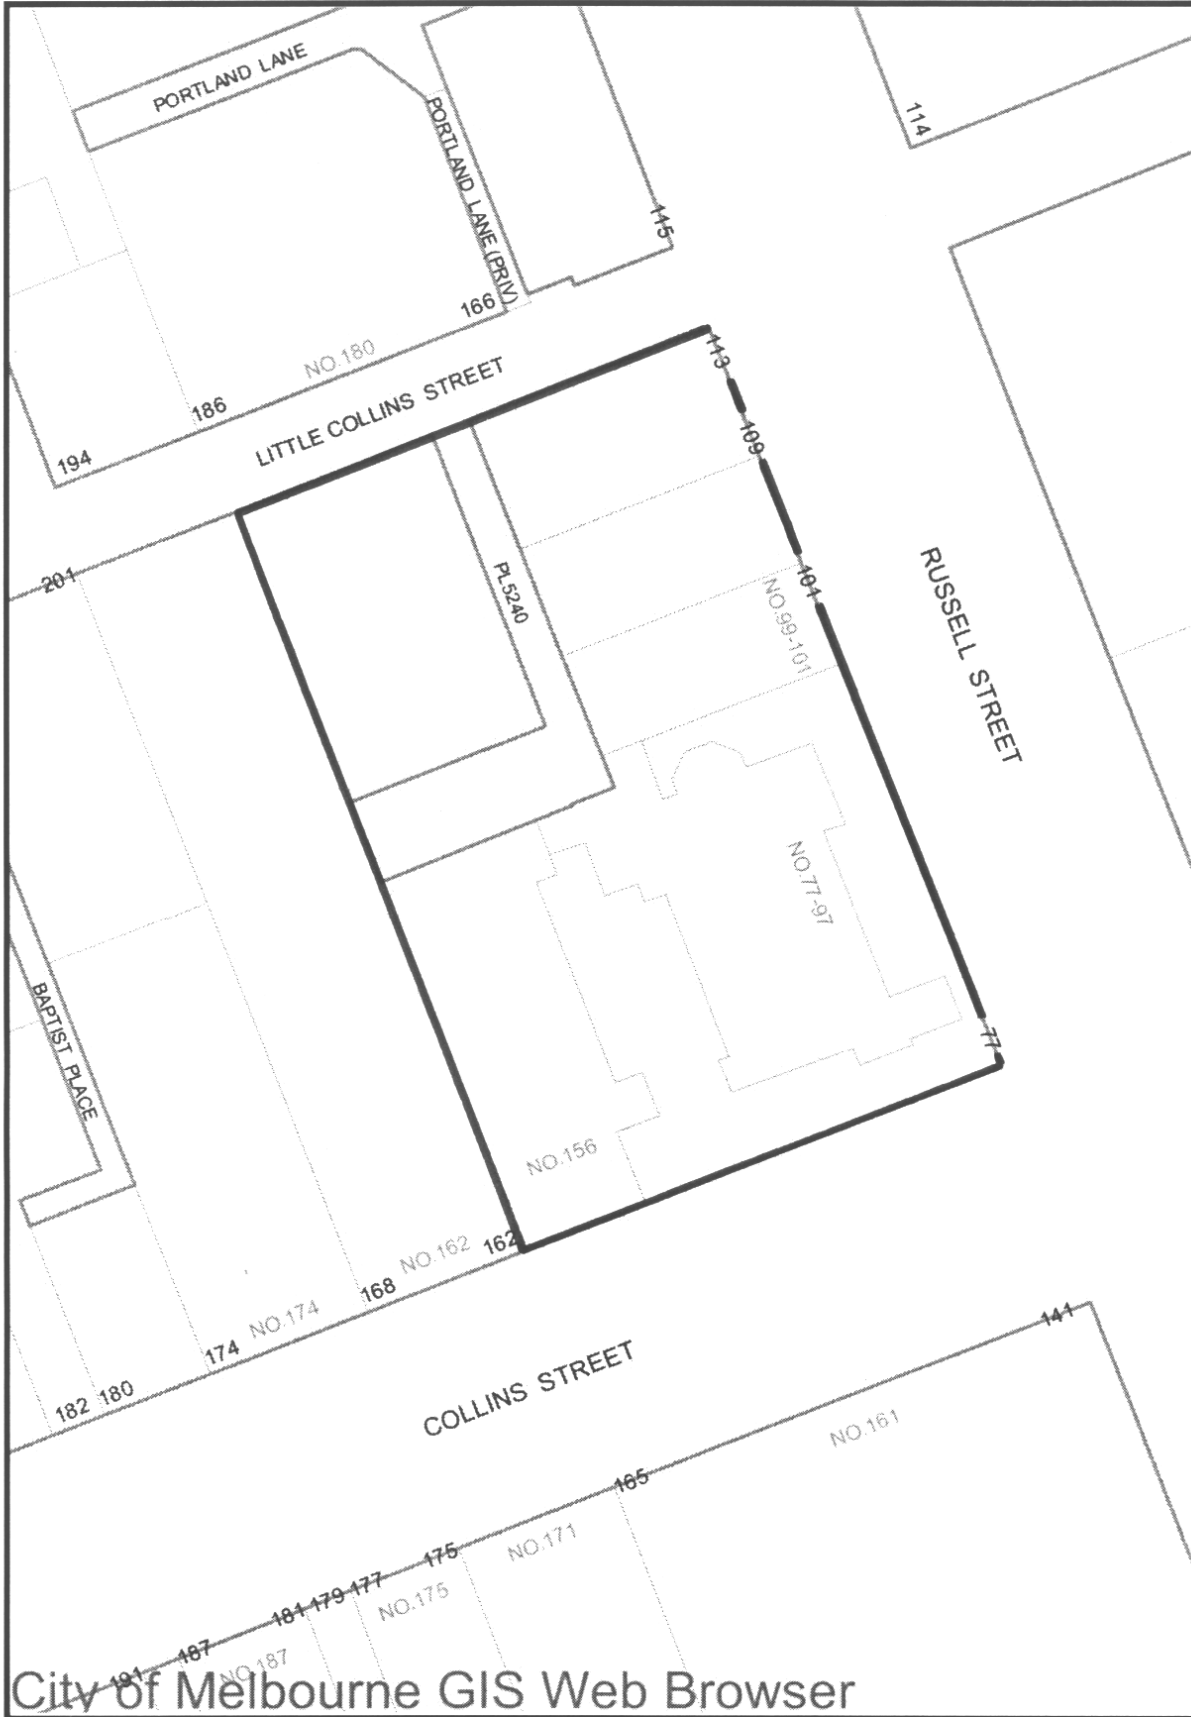 PORTLAND LANE
PORTLAND LANE (PRIV)
114
115
166
NO.180
186
LITTLE COLLINS STREET
194
113
109
201
PL5240
101
NO.99-101
RUSSELL STREET
NO.77-97
BAPTIST PLACE
77
NO.156
162
NO.162
168
NO.174
174
180
182
COLLINS STREET
141
NO.161
165
NO.171
175
NO.175
177
179
181
187
NO.187
191
City of Melbourne GIS Web Browser